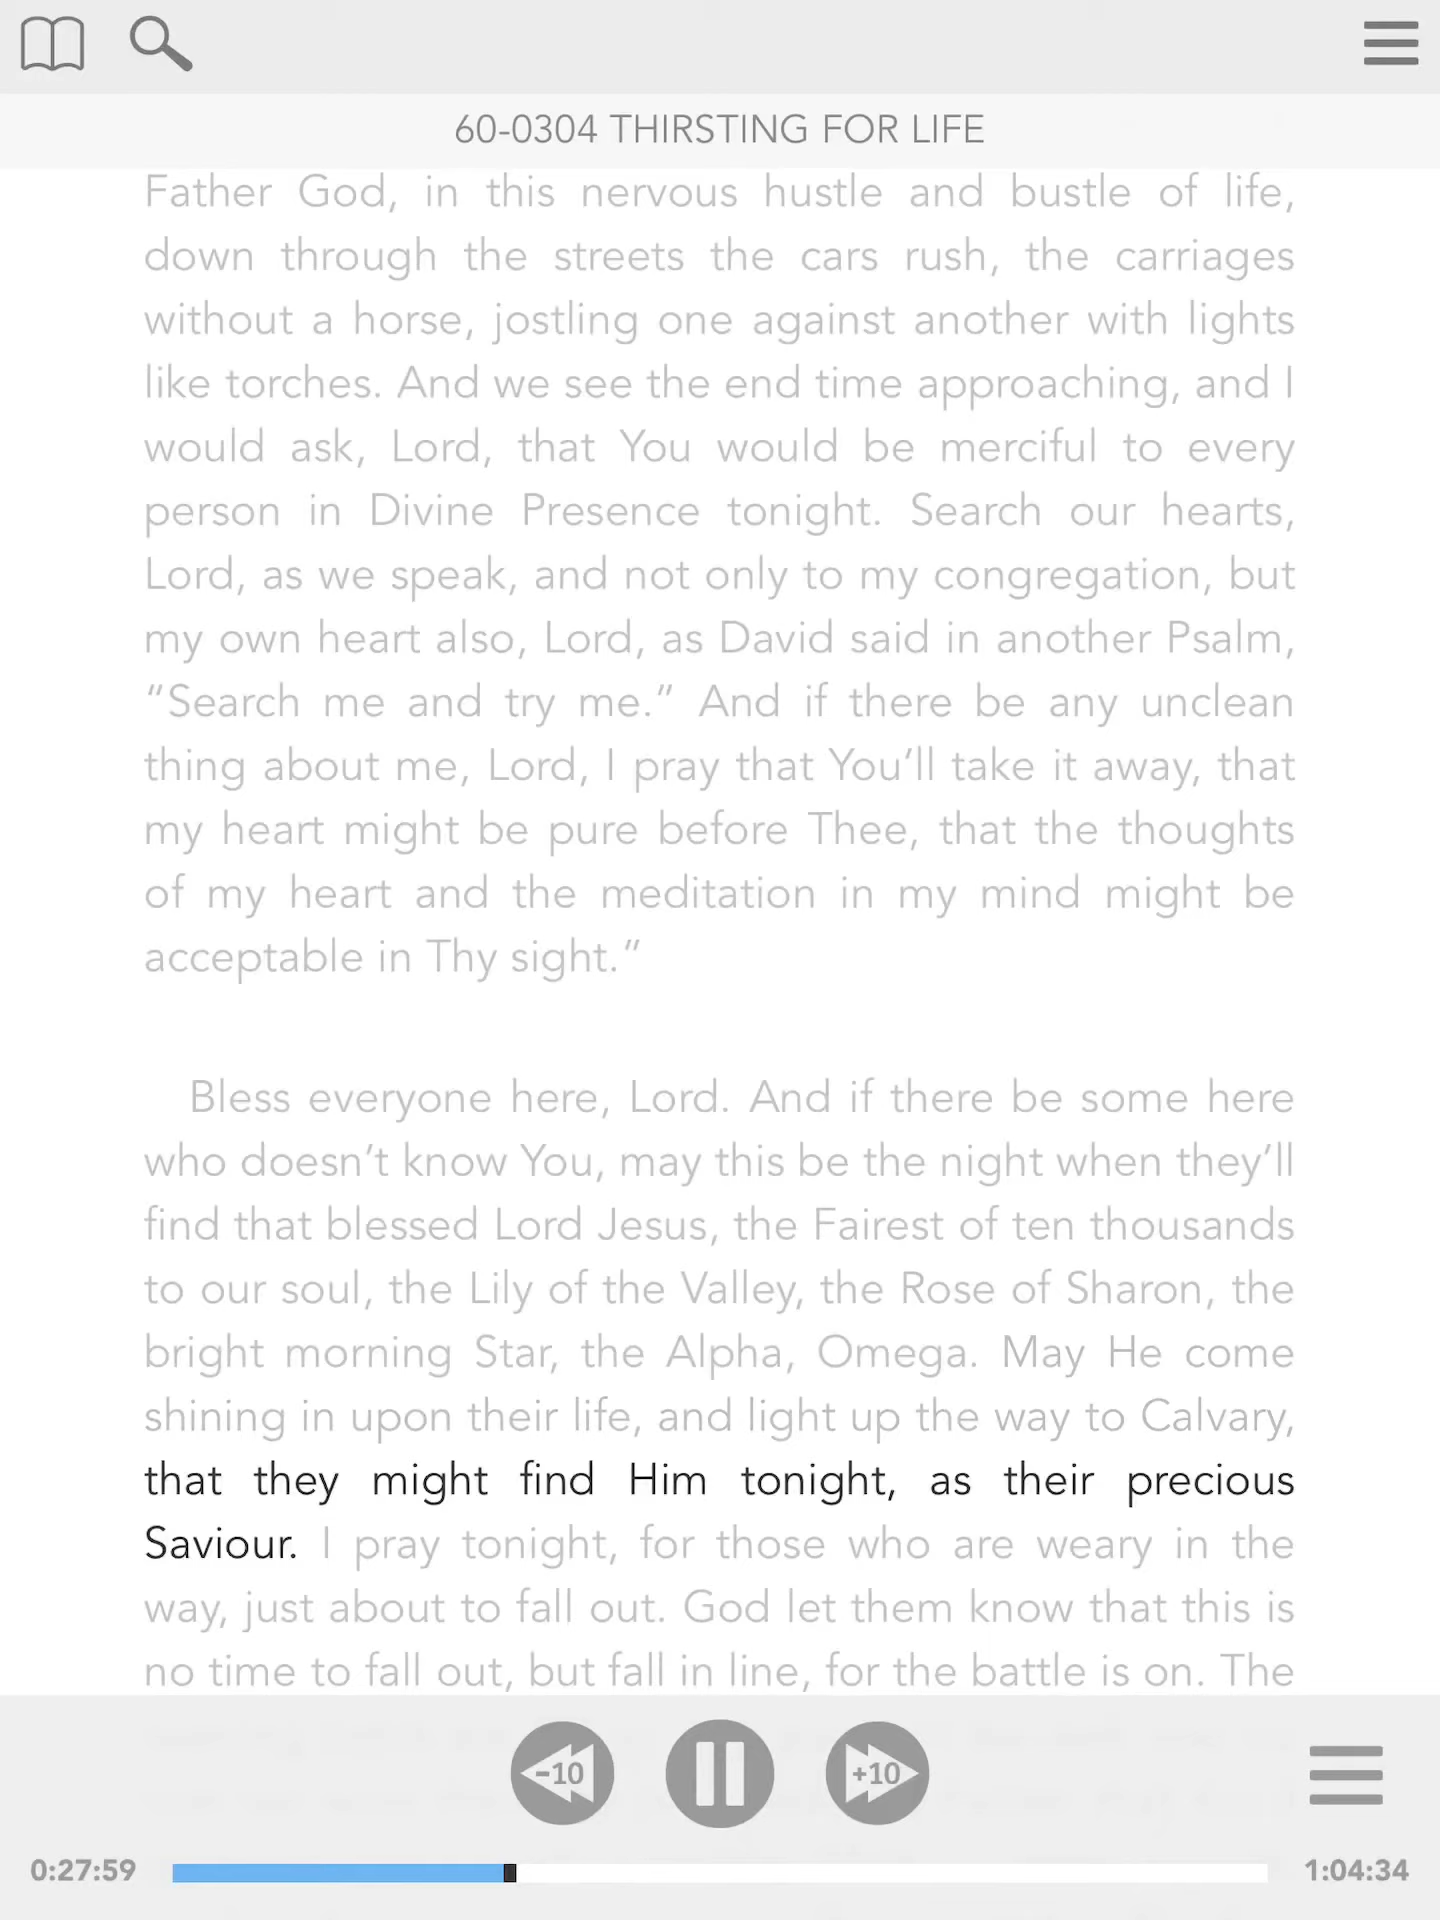 60-0304 THIRSTING FOR LIFE
Father God, in this nervous hustle and bustle of life,
down through the streets the cars rush, the carriages
without a horse, jostling one against another with lights
like torches. And we see the end time approaching, and I
would ask, Lord, that You would be merciful to every
person in Divine Presence tonight. Search our hearts,
Lord, as we speak, and not only to my congregation, but
my own heart also, Lord, as David said in another Psalm,
“Search me and try me.” And if there be any unclean
thing about me, Lord, I pray that You’ll take it away, that
my heart might be pure before Thee, that the thoughts
of my heart and the meditation in my mind might be
acceptable in Thy sight.”
Bless everyone here, Lord. And if there be some here
who doesn’t know You, may this be the night when they’ll
find that blessed Lord Jesus, the Fairest of ten thousands
to our soul, the Lily of the Valley, the Rose of Sharon, the
bright morning Star, the Alpha, Omega. May He come
shining in upon their life, and light up the way to Calvary,
that they might find Him tonight, as their precious
Saviour. I pray tonight, for those who are weary in the
way, just about to fall out. God let them know that this is
no time to fall out, but fall in line, for the battle is on. The
-10 +10
0:27:59 1:04:34